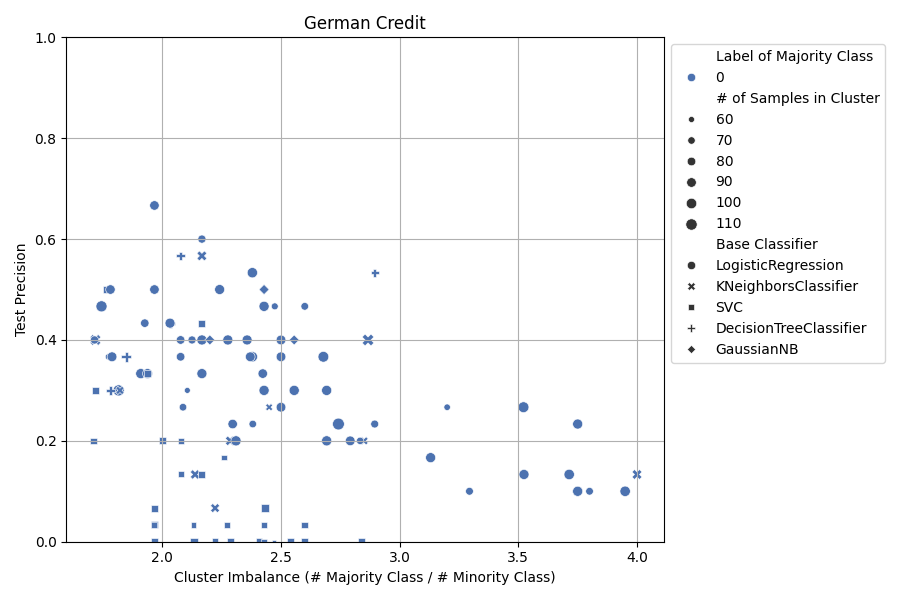 German Credit
Test Precision
1.0
0.8
0.6
0.4
0.2
0.0
2.0
2.5
3.0
3.5
4.0
Cluster Imbalance (# Majority Class / # Minority Class)
Label of Majority Class
0
# of Samples in Cluster
60
70
80
90
100
110
Base Classifier
LogisticRegression
KNeighborsClassifier
SVC
DecisionTreeClassifier
GaussianNB